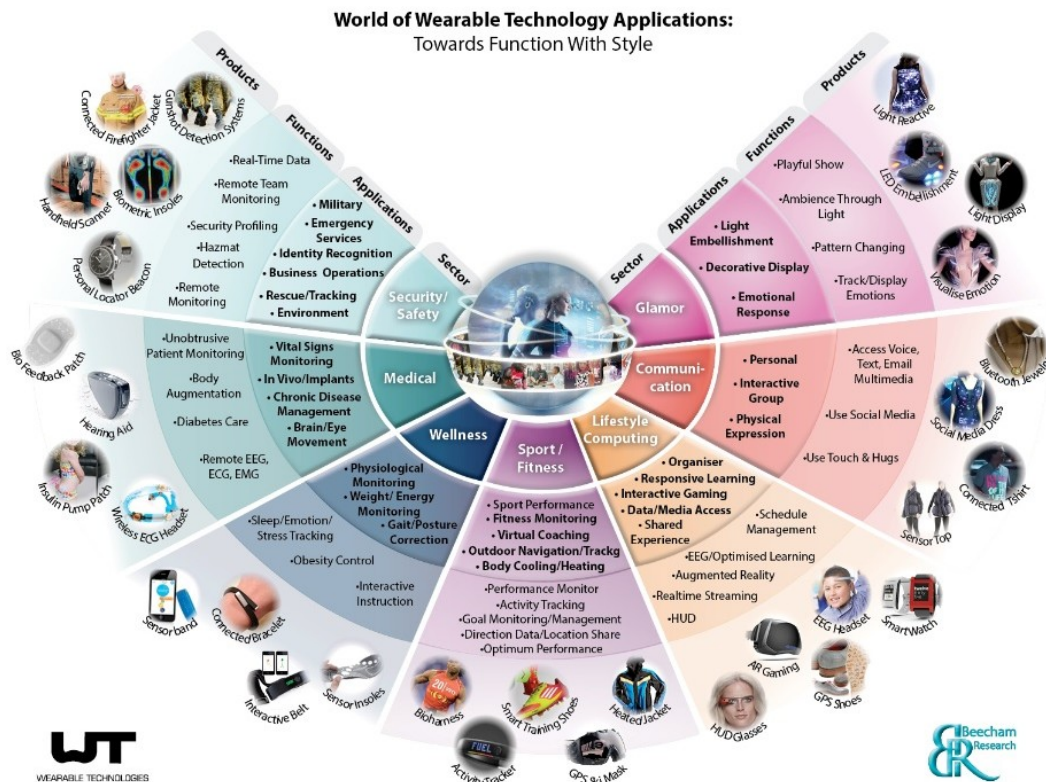 World of Wearable Technology Applications:
Towards Function With Style
Products
Functions
Applications
Sector
Connected Firefighter Jacket
Gunshot Detection Systems
Handheld Scanner
Biometric Insoles
Personal Locator Beacon
•Real-Time Data
•Remote Team
Monitoring
•Security Profiling
•Hazmat
Detection
•Remote
Monitoring
• Military
• Emergency
Services
•Identity Recognition
• Business Operations
• Rescue/Tracking
• Environment
Security/
Safety
Bio Feedback Patch
Hearing Aid
Insulin Pump Patch
Wireless ECG Headset
•Unobtrusive
Patient Monitoring
•Body
Augmentation
•Diabetes Care
•Remote EEG,
ECG, EMG
• Vital Signs
Monitoring
• In Vivo/Implants
• Chronic Disease
Management
• Brain/Eye
Movement
Medical
Wellness
• Physiological
Monitoring
• Weight/ Energy
Monitoring
• Gait/Posture
Correction
•Sleep/Emotion/
Stress Tracking
•Obesity Control
•Interactive
Instruction
Sensor band
Connected Bracelet
Interactive Belt
Sensor Insoles
Sport /
Fitness
• Sport Performance
• Fitness Monitoring
• Virtual Coaching
• Outdoor Navigation/Trackg
• Body Cooling/Heating
•Performance Monitor
•Activity Tracking
•Goal Monitoring/Management
•Direction Data/Location Share
•Optimum Performance
Bioharness
Smart Training Shoes
Heated Jacket
FUEL
Activity Tracker
GPS Ski Mask
Lifestyle
Computing
• Organiser
• Responsive Learning
• Interactive Gaming
• Data/Media Access
• Shared
Experience
•Schedule
Management
•EEG/Optimised Learning
•Augmented Reality
•Realtime Streaming
•HUD
EEG Headset
SmartWatch
AR Gaming
GPS Shoes
HUD Glasses
Communi-
cation
• Personal
• Interactive
Group
• Physical
Expression
•Access Voice,
Text, Email
Multimedia
•Use Social Media
•Use Touch & Hugs
Bluetooth Jewelery
Social Media Dress
Connected Tshirt
Sensor Top
Sector
Applications
Functions
Products
Glamor
• Light
Embellishment
• Decorative Display
• Emotional
Response
•Playful Show
•Ambience Through
Light
•Pattern Changing
•Track/Display
Emotions
Light Reactive
LED Embellishment
Light Display
Visualise Emotion
WT
WEARABLE TECHNOLOGIES
BR
Beecham
Research